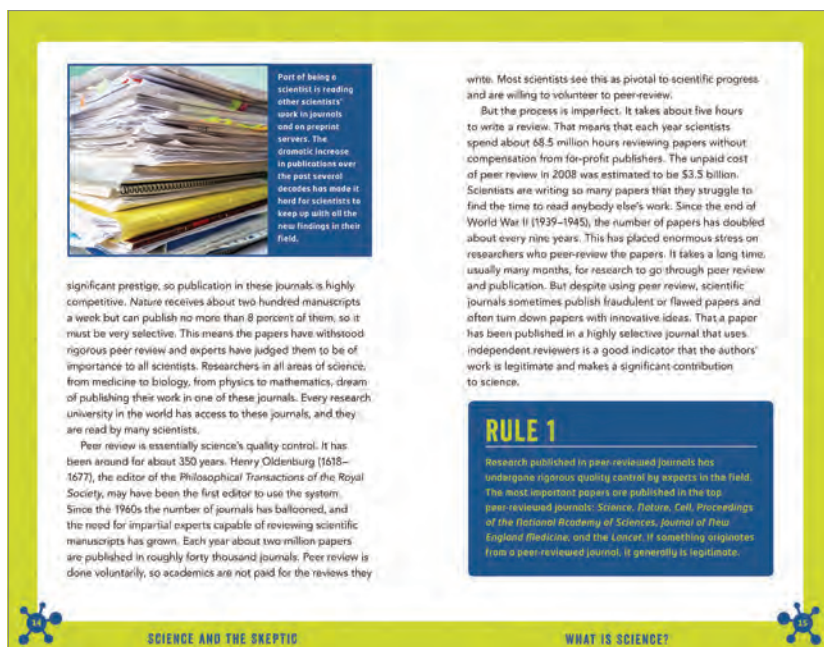 Part of being a
scientist is reading
other scientists'
work in journals
and on preprint
servers. The
dramatic increase
in publications over
the past several
decades has made it
hard for scientists to
keep up with all the
new findings in their
field.
significant prestige, so publication in these journals is highly
competitive. Nature receives about two hundred manuscripts
a week but can publish no more than 8 percent of them, so it
must be very selective. This means the papers have withstood
rigorous peer review and experts have judged them to be of
importance to all scientists. Researchers in all areas of science,
from medicine to biology, from physics to mathematics, dream
of publishing their work in one of these journals. Every research
university in the world has access to these journals, and they
are read by many scientists.
Peer review is essentially science's quality control. It has
been around for about 350 years. Henry Oldenburg (1618–
1677), the editor of the Philosophical Transactions of the Royal
Society, may have been the first editor to use the system.
Since the 1960s the number of journals has ballooned, and
the need for impartial experts capable of reviewing scientific
manuscripts has grown. Each year about two million papers
are published in roughly forty thousand journals. Peer review is
done voluntarily, so academics are not paid for the reviews they
14
SCIENCE AND THE SKEPTIC
write. Most scientists see this as pivotal to scientific progress
and are willing to volunteer to peer-review.
But the process is imperfect. It takes about five hours
to write a review. That means that each year scientists
spend about 68.5 million hours reviewing papers without
compensation from for-profit publishers. The unpaid cost
of peer review in 2008 was estimated to be $3.5 billion.
Scientists are writing so many papers that they struggle to
find the time to read anybody else's work. Since the end of
World War II (1939–1945), the number of papers has doubled
about every nine years. This has placed enormous stress on
researchers who peer-review the papers. It takes a long time,
usually many months, for research to go through peer review
and publication. But despite using peer review, scientific
journals sometimes publish fraudulent or flawed papers and
often turn down papers with innovative ideas. That a paper
has been published in a highly selective journal that uses
independent reviewers is a good indicator that the authors'
work is legitimate and makes a significant contribution
to science.
RULE 1
Research published in peer-reviewed journals has
undergone rigorous quality control by experts in the field.
The most important papers are published in the top
peer-reviewed journals: Science, Nature, Cell, Proceedings
of the National Academy of Sciences, Journal of New
England Medicine, and the Lancet. If something originates
from a peer-reviewed journal, it generally is legitimate.
WHAT IS SCIENCE?
15